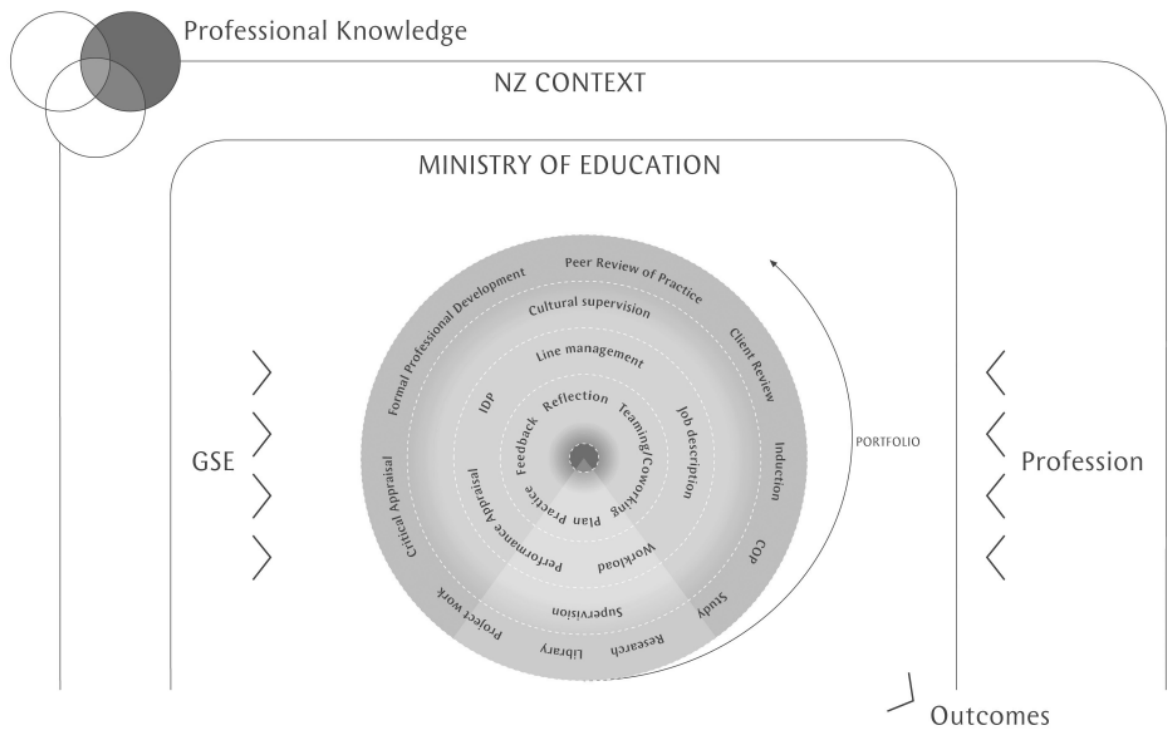 Professional Knowledge
NZ CONTEXT
MINISTRY OF EDUCATION
Formal Professional Development
Peer Review of Practice
Client Review
Induction
COP
Study
Research
Library
Project work
Critical Appraisal
Cultural supervision
Supervision
Line management
Job description
Workload
Performance Appraisal
IDP
Reflection
Teaming/Coworking
Plan
Practice
Feedback
PORTFOLIO
GSE
Profession
Outcomes